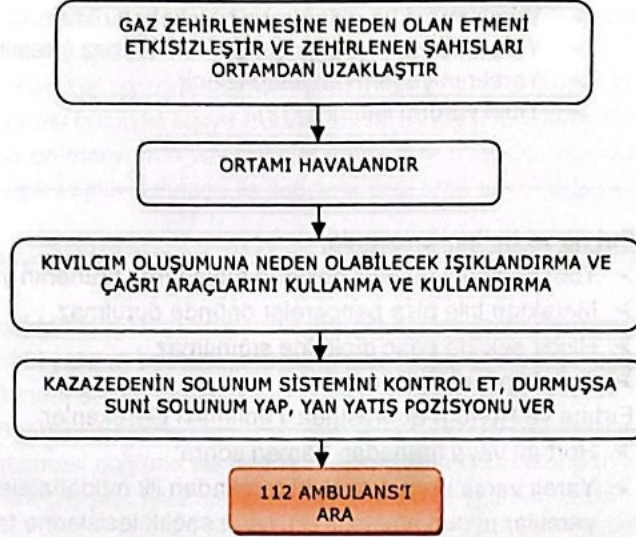 GAZ ZEHİRLENMESİNE NEDEN OLAN ETMENİ
ETKİSİZLEŞTİR VE ZEHİRLENEN ŞAHISLARI
ORTAMDAN UZAKLAŞTIR
ORTAMI HAVALANDIR
KIVILCIM OLUŞUMUNA NEDEN OLABİLECEK IŞIKLANDIRMA VE
ÇAĞRI ARAÇLARINI KULLANMA VE KULLANDIRMA
KAZAZEDENİN SOLUNUM SİSTEMİNİ KONTROL ET, DURMUŞSA
SUNİ SOLUNUM YAP, YAN YATIŞ POZİSYONU VER
112 AMBULANS'I
ARA